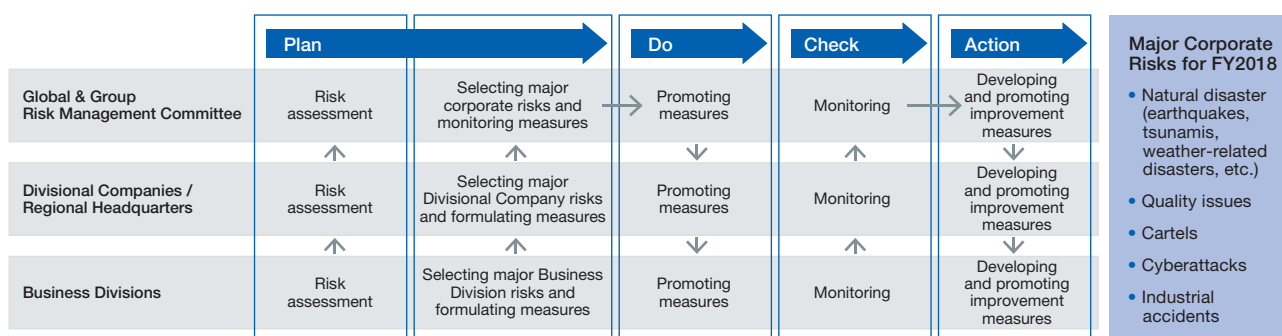 Plan
Do
Check
Action
Global & Group
Risk Management Committee
Risk
assessment
Selecting major
corporate risks and
monitoring measures
Promoting
measures
Monitoring
Developing
and promoting
improvement
measures
Divisional Companies /
Regional Headquarters
Risk
assessment
Selecting major
Divisional Company risks
and formulating measures
Promoting
measures
Monitoring
Developing
and promoting
improvement
measures
Business Divisions
Risk
assessment
Selecting major Business
Division risks and
formulating measures
Promoting
measures
Monitoring
Developing
and promoting
improvement
measures
Major Corporate
Risks for FY2018
• Natural disaster
(earthquakes,
tsunamis,
weather-related
disasters, etc.)
• Quality issues
• Cartels
• Cyberattacks
• Industrial
accidents